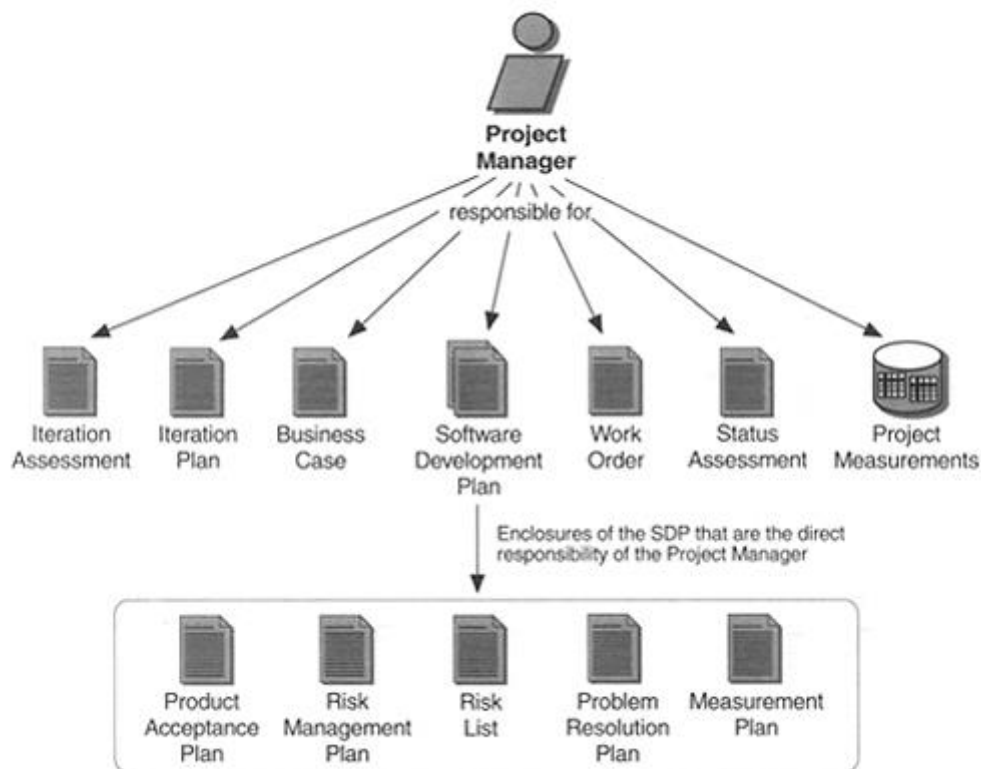 Project
Manager
responsible for
Iteration
Assessment
Iteration
Plan
Business
Case
Software
Development
Plan
Work
Order
Status
Assessment
Project
Measurements
Enclosures of the SDP that are the direct
responsibility of the Project Manager
Product
Acceptance
Plan
Risk
Management
Plan
Risk
List
Problem
Resolution
Plan
Measurement
Plan